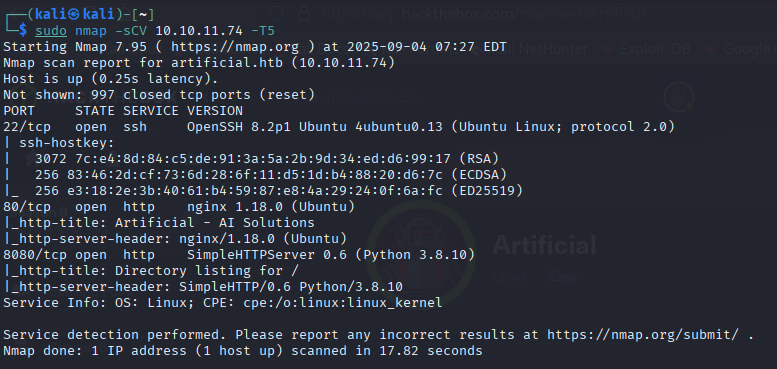 (kali㉿kali)-[~]
$ sudo nmap -sCV 10.10.11.74 -T5
Starting Nmap 7.95 ( https://nmap.org ) at 2025-09-04 07:27 EDT
Nmap scan report for artificial.htb (10.10.11.74)
Host is up (0.25s latency).
Not shown: 997 closed tcp ports (reset)
PORT     STATE SERVICE VERSION
22/tcp   open  ssh     OpenSSH 8.2p1 Ubuntu 4ubuntu0.13 (Ubuntu Linux; protocol 2.0)
| ssh-hostkey:
|   3072 7c:e4:8d:84:c5:de:91:3a:5a:2b:9d:34:ed:d6:99:17 (RSA)
|   256 83:46:2d:cf:73:6d:28:6f:11:d5:1d:b4:88:20:d6:7c (ECDSA)
|_  256 e3:18:2e:3b:40:61:b4:59:87:e8:4a:29:24:0f:6a:fc (ED25519)
80/tcp   open  http    nginx 1.18.0 (Ubuntu)
|_http-title: Artificial - AI Solutions
|_http-server-header: nginx/1.18.0 (Ubuntu)
8080/tcp open  http    SimpleHTTPServer 0.6 (Python 3.8.10)
|_http-title: Directory listing for /
|_http-server-header: SimpleHTTP/0.6 Python/3.8.10
Service Info: OS: Linux; CPE: cpe:/o:linux:linux_kernel
Service detection performed. Please report any incorrect results at https://nmap.org/submit/ .
Nmap done: 1 IP address (1 host up) scanned in 17.82 seconds
NetHunter
Exploit-DB
Google
Artificial
Linux
Easy